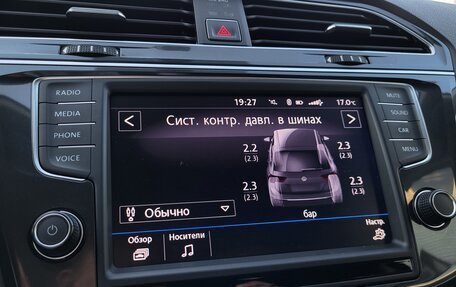 RADIO
MEDIA
PHONE
VOICE
19:27
17.0°C
Сист. контр. давл. в шинах
2.2
(2.3)
2.3
(2.3)
2.3
(2.3)
2.3
(2.3)
Обычно
бар
Обзор
Носители
Настр.
MUTE
SOUND
CAR
MENU